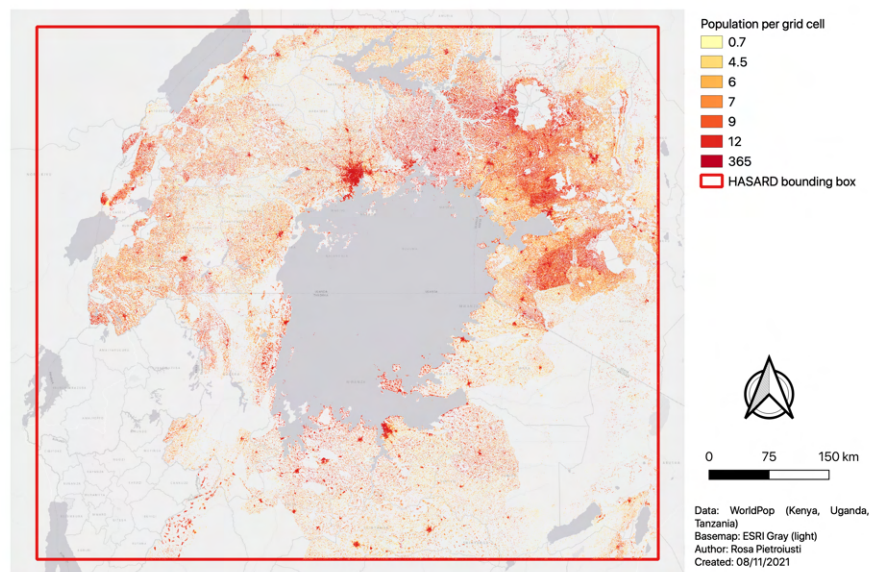 Population per grid cell
0.7
4.5
6
7
9
12
365
HASARD bounding box
0 75 150 km
Data: WorldPop (Kenya, Uganda,
Tanzania)
Basemap: ESRI Gray (light)
Author: Rosa Pietroiusti
Created: 08/11/2021